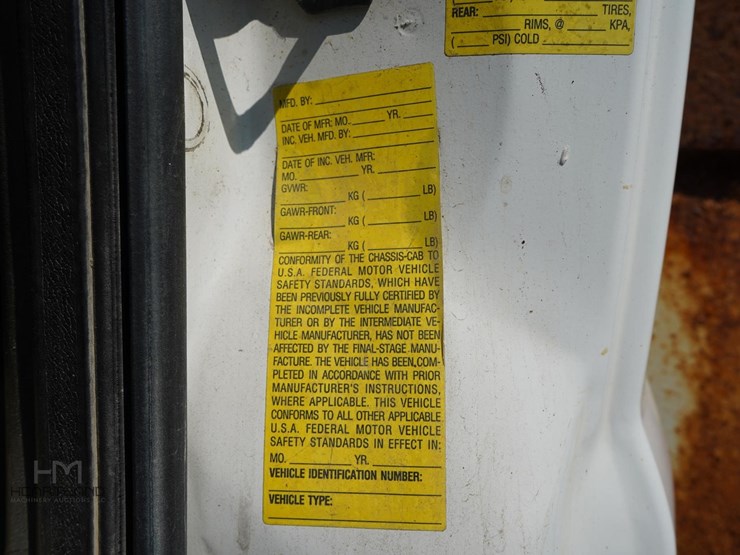 REAR: TIRES,
RIMS, @ KPA,
( PSI) COLD
MFD. BY:
DATE OF MFR: MO. YR.
INC. VEH. MFD. BY:
DATE OF INC. VEH. MFR:
MO. YR.
GVWR:
KG ( LB)
GAWR-FRONT:
KG ( LB)
GAWR-REAR:
KG ( LB)
CONFORMITY OF THE CHASSIS-CAB TO
U.S.A. FEDERAL MOTOR VEHICLE
SAFETY STANDARDS, WHICH HAVE
BEEN PREVIOUSLY FULLY CERTIFIED BY
THE INCOMPLETE VEHICLE MANUFAC-
TURER OR BY THE INTERMEDIATE VE-
HICLE MANUFACTURER, HAS NOT BEEN
AFFECTED BY THE FINAL-STAGE MANU-
FACTURE. THE VEHICLE HAS BEEN COM-
PLETED IN ACCORDANCE WITH PRIOR
MANUFACTURER'S INSTRUCTIONS,
WHERE APPLICABLE. THIS VEHICLE
CONFORMS TO ALL OTHER APPLICABLE
U.S.A. FEDERAL MOTOR VEHICLE
SAFETY STANDARDS IN EFFECT IN:
MO. YR.
VEHICLE IDENTIFICATION NUMBER:
VEHICLE TYPE:
HM